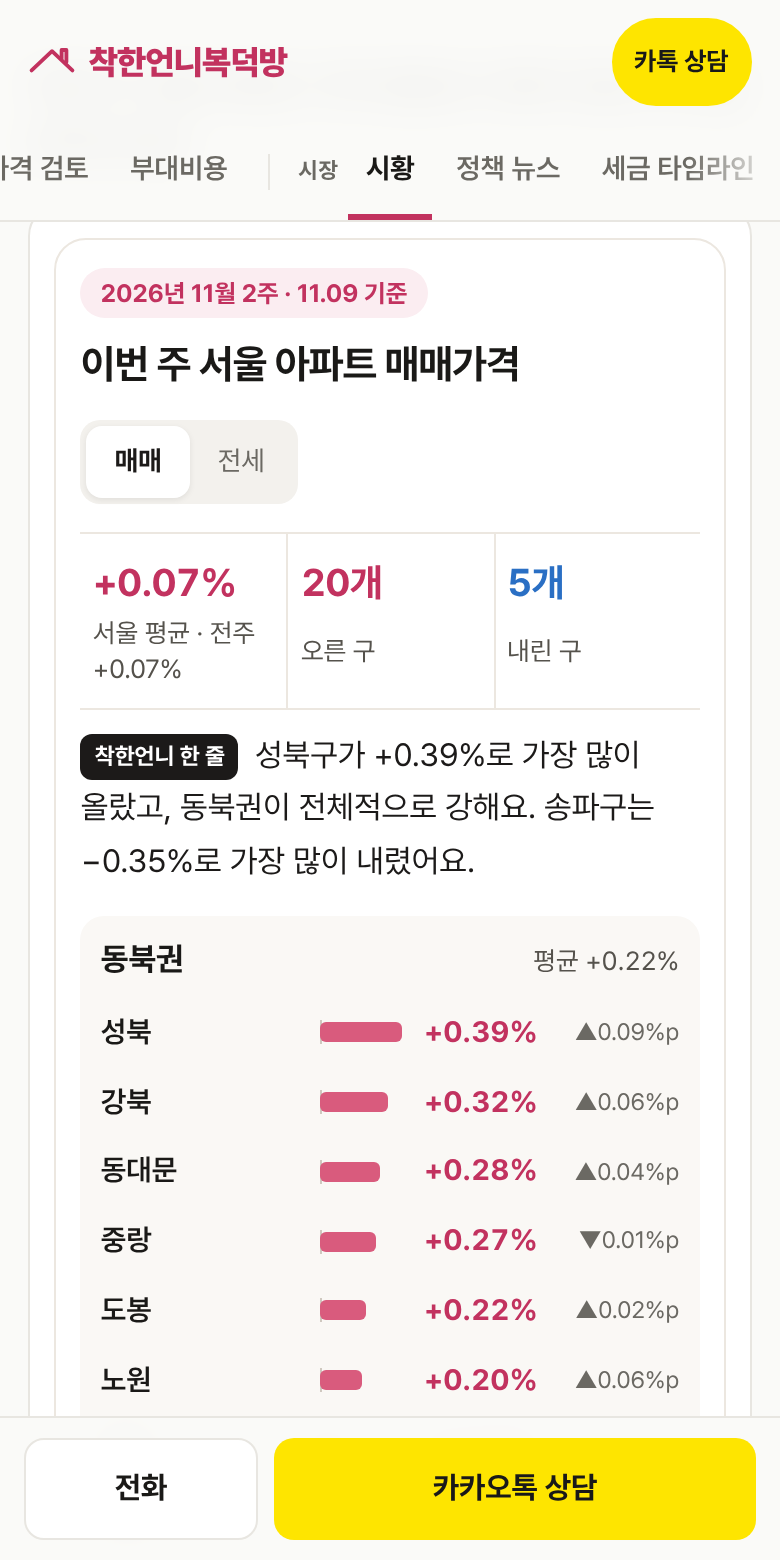 착한언니복덕방
카톡 상담
가격 검토 부대비용 시장 시황 정책 뉴스 세금 타임라인
2026년 11월 2주 · 11.09 기준
이번 주 서울 아파트 매매가격
매매 전세
+0.07% 20개 5개
서울 평균 · 전주
+0.07%
오른 구 내린 구
착한언니 한 줄 성북구가 +0.39%로 가장 많이
올랐고, 동북권이 전체적으로 강해요. 송파구는
−0.35%로 가장 많이 내렸어요.
동북권 평균 +0.22%
성북 +0.39% ▲0.09%p
강북 +0.32% ▲0.06%p
동대문 +0.28% ▲0.04%p
중랑 +0.27% ▼0.01%p
도봉 +0.22% ▲0.02%p
노원 +0.20% ▲0.06%p
전화 카카오톡 상담